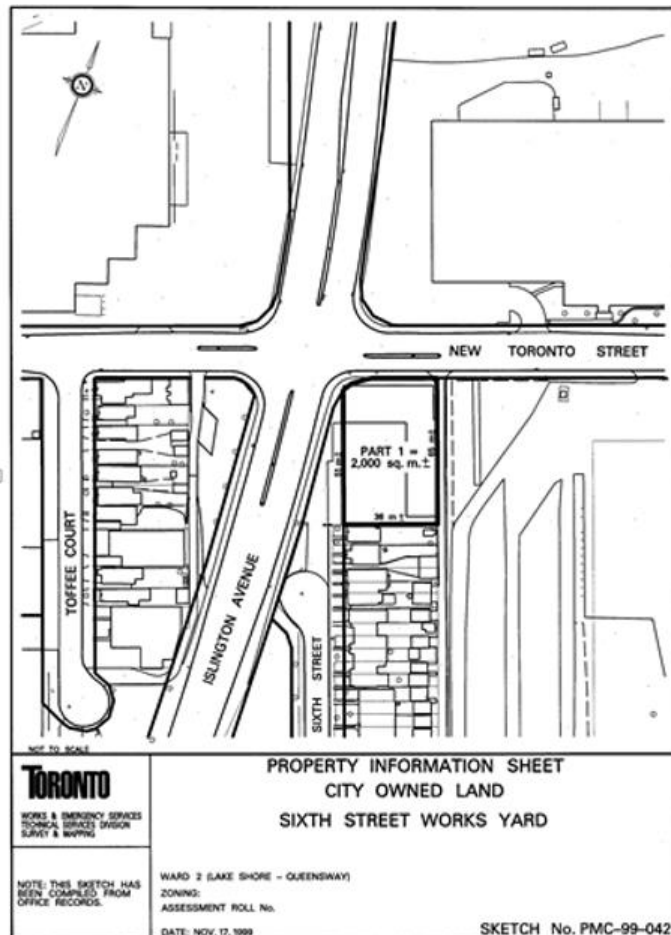 N
NEW TORONTO STREET
PART 1 =
2,000 sq. m.±
36 m ±
TOFFEE COURT
ISLINGTON AVENUE
SIXTH STREET
NOT TO SCALE
TORONTO
WORKS & EMERGENCY SERVICES
TECHNICAL SERVICES DIVISION
SURVEY & MAPPING
PROPERTY INFORMATION SHEET
CITY OWNED LAND
SIXTH STREET WORKS YARD
NOTE: THIS SKETCH HAS
BEEN COMPILED FROM
OFFICE RECORDS.
WARD 2 (LAKE SHORE - QUEENSWAY)
ZONING:
ASSESSMENT ROLL No.
DATE: NOV. 17, 1999
SKETCH No. PMC-99-042